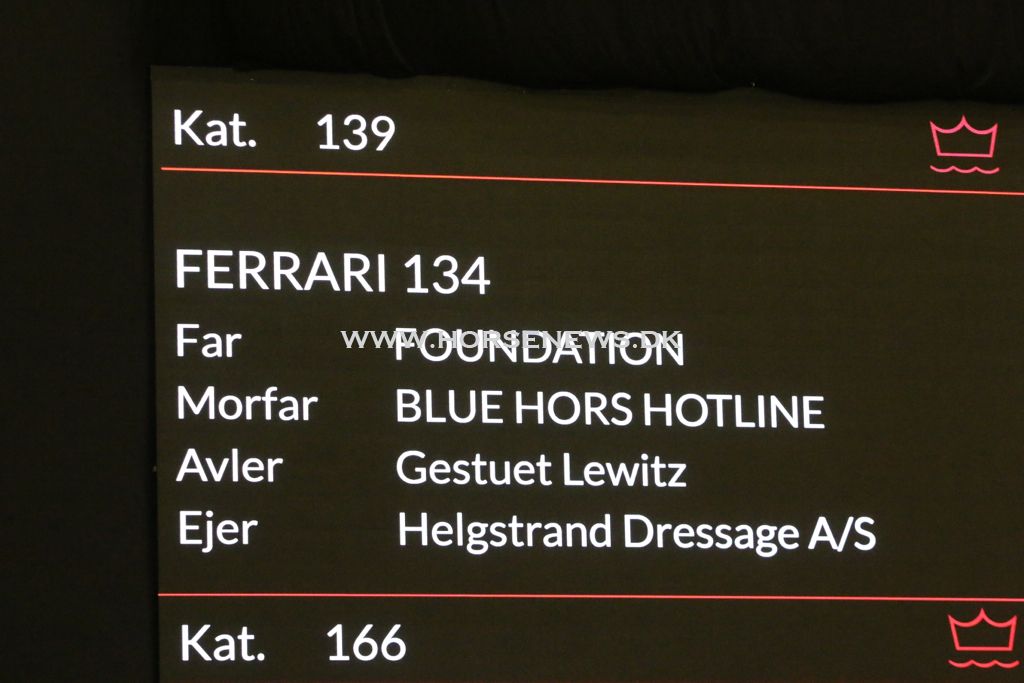 Kat. 139
FERRARI 134
Far FOUNDATION
WWW.HORSENEWS.DK
Morfar BLUE HORS HOTLINE
Avler Gestuet Lewitz
Ejer Helgstrand Dressage A/S
Kat. 166